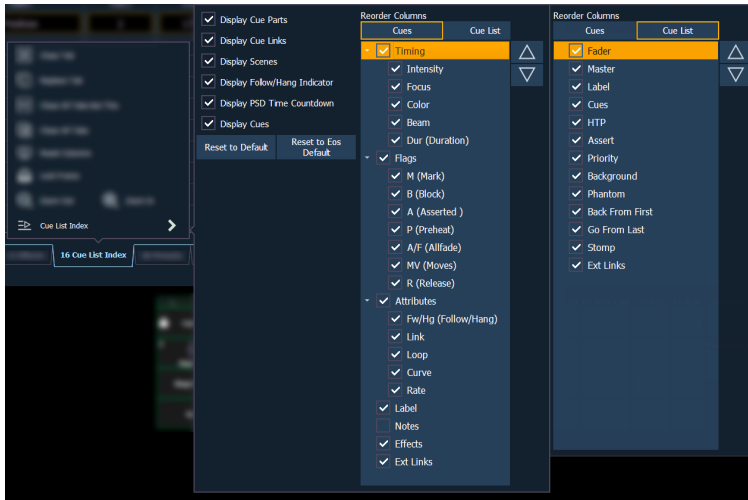 Cue List Index
16 Cue List Index
Display Cue Parts
Display Cue Links
Display Scenes
Display Follow/Hang Indicator
Display PSD Time Countdown
Display Cues
Reset to Default
Reset to Eos
Default
Reorder Columns
Cues
Cue List
Timing
Intensity
Focus
Color
Beam
Dur (Duration)
Flags
M (Mark)
B (Block)
A (Asserted )
P (Preheat)
A/F (Allfade)
MV (Moves)
R (Release)
Attributes
Fw/Hg (Follow/Hang)
Link
Loop
Curve
Rate
Label
Notes
Effects
Ext Links
Reorder Columns
Cues
Cue List
Fader
Master
Label
Cues
HTP
Assert
Priority
Background
Phantom
Back From First
Go From Last
Stomp
Ext Links